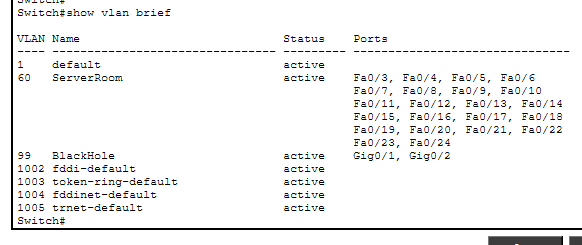 Switch#
Switch#show vlan brief
VLAN Name                             Status    Ports
---- -------------------------------- --------- -------------------------------
1    default                          active
60   ServerRoom                       active    Fa0/3, Fa0/4, Fa0/5, Fa0/6
                                                Fa0/7, Fa0/8, Fa0/9, Fa0/10
                                                Fa0/11, Fa0/12, Fa0/13, Fa0/14
                                                Fa0/15, Fa0/16, Fa0/17, Fa0/18
                                                Fa0/19, Fa0/20, Fa0/21, Fa0/22
                                                Fa0/23, Fa0/24
99   BlackHole                        active    Gig0/1, Gig0/2
1002 fddi-default                     active
1003 token-ring-default               active
1004 fddinet-default                  active
1005 trnet-default                    active
Switch#